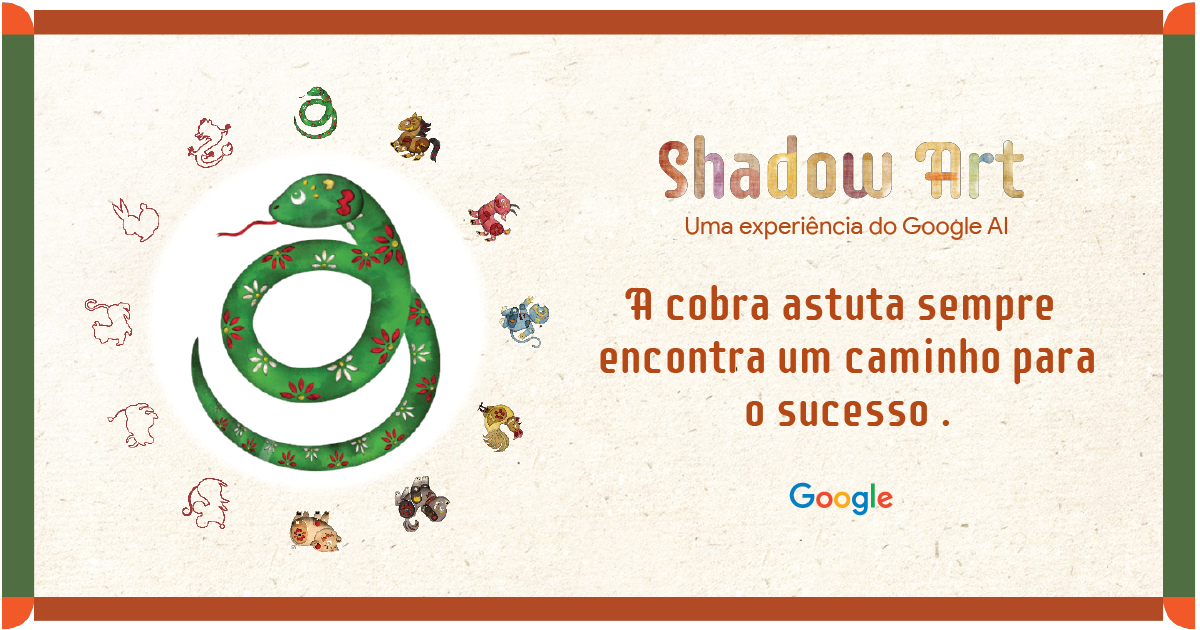 Shadow Art
Uma experiência do Google AI
A cobra astuta sempre
encontra um caminho para
o sucesso .
Google